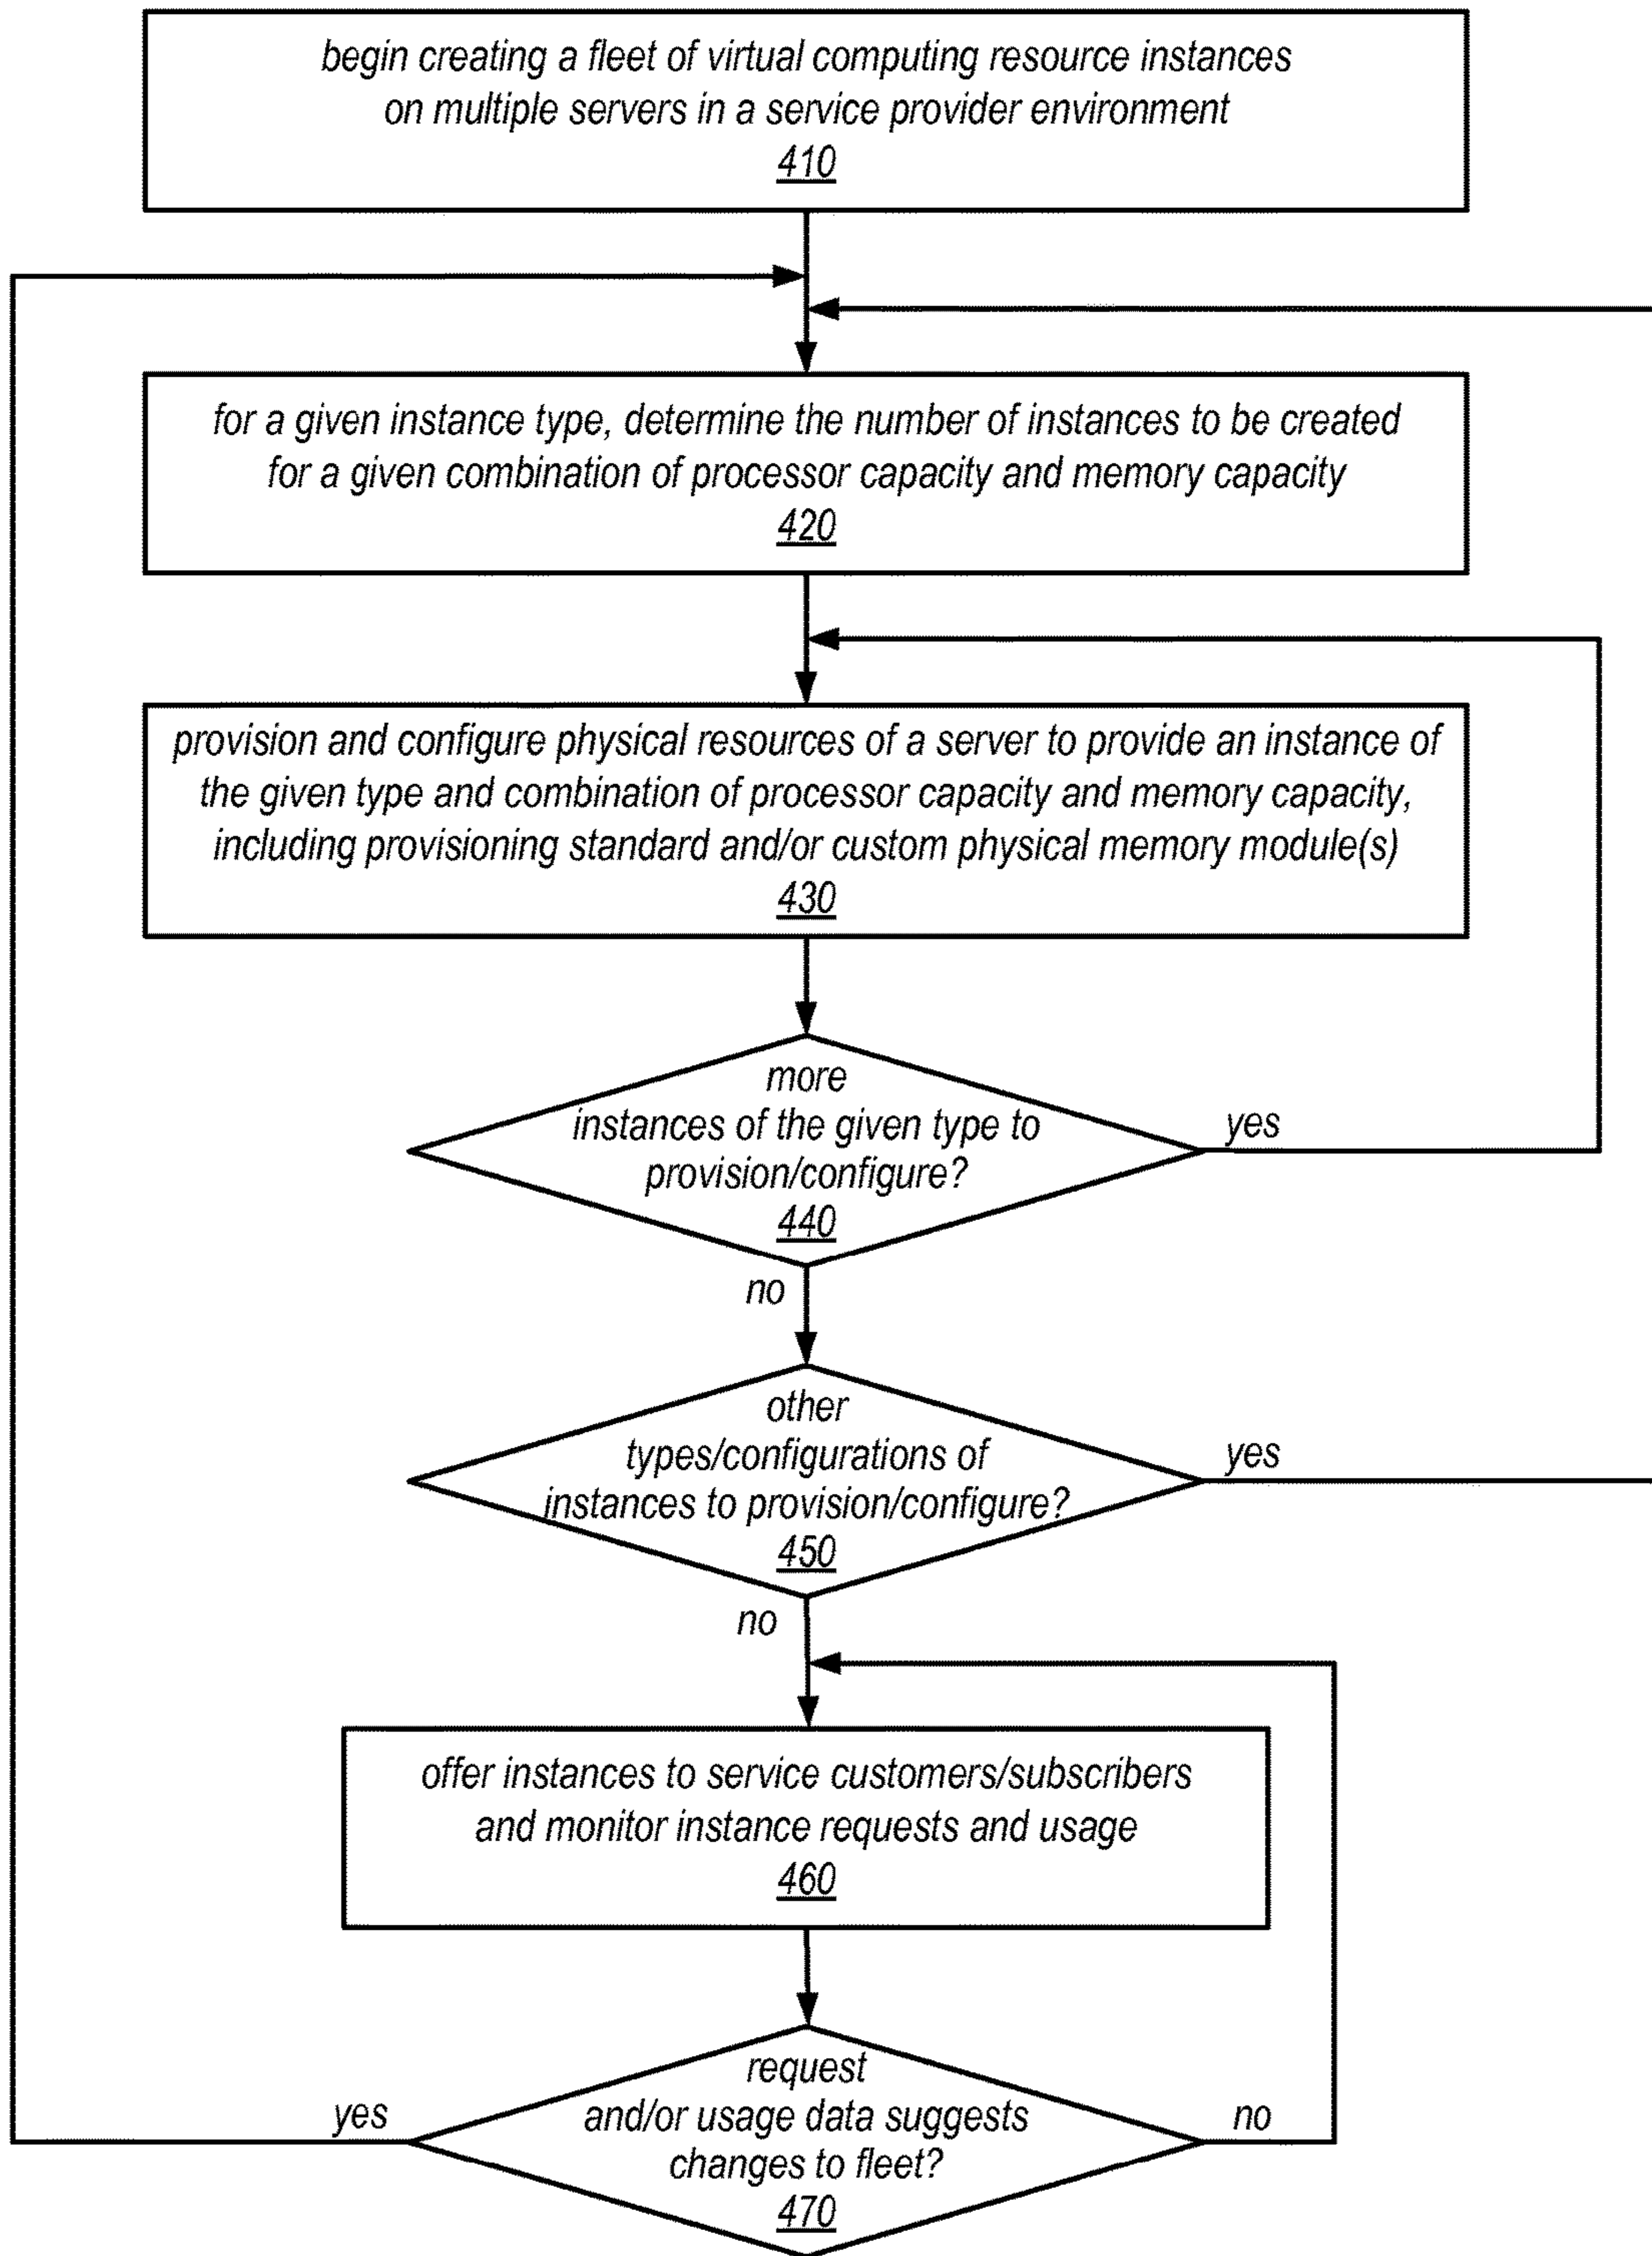 begin creating a fleet of virtual computing resource instances
on multiple servers in a service provider environment
410
for a given instance type, determine the number of instances to be created
for a given combination of processor capacity and memory capacity
420
provision and configure physical resources of a server to provide an instance of
the given type and combination of processor capacity and memory capacity,
including provisioning standard and/or custom physical memory module(s)
430
more
instances of the given type to
provision/configure?
440
yes
no
other
types/configurations of
instances to provision/configure?
450
yes
no
offer instances to service customers/subscribers
and monitor instance requests and usage
460
request
and/or usage data suggests
changes to fleet?
470
yes
no